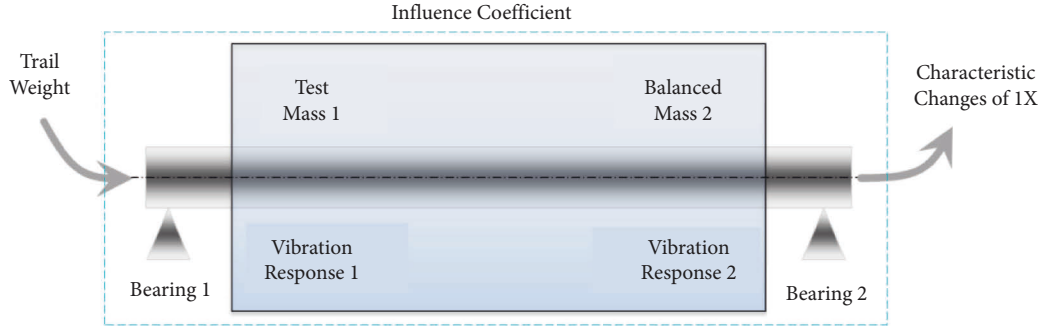 Influence Coefficient
Trail
Weight
Test
Mass 1
Balanced
Mass 2
Characteristic
Changes of 1X
Vibration
Response 1
Vibration
Response 2
Bearing 1
Bearing 2